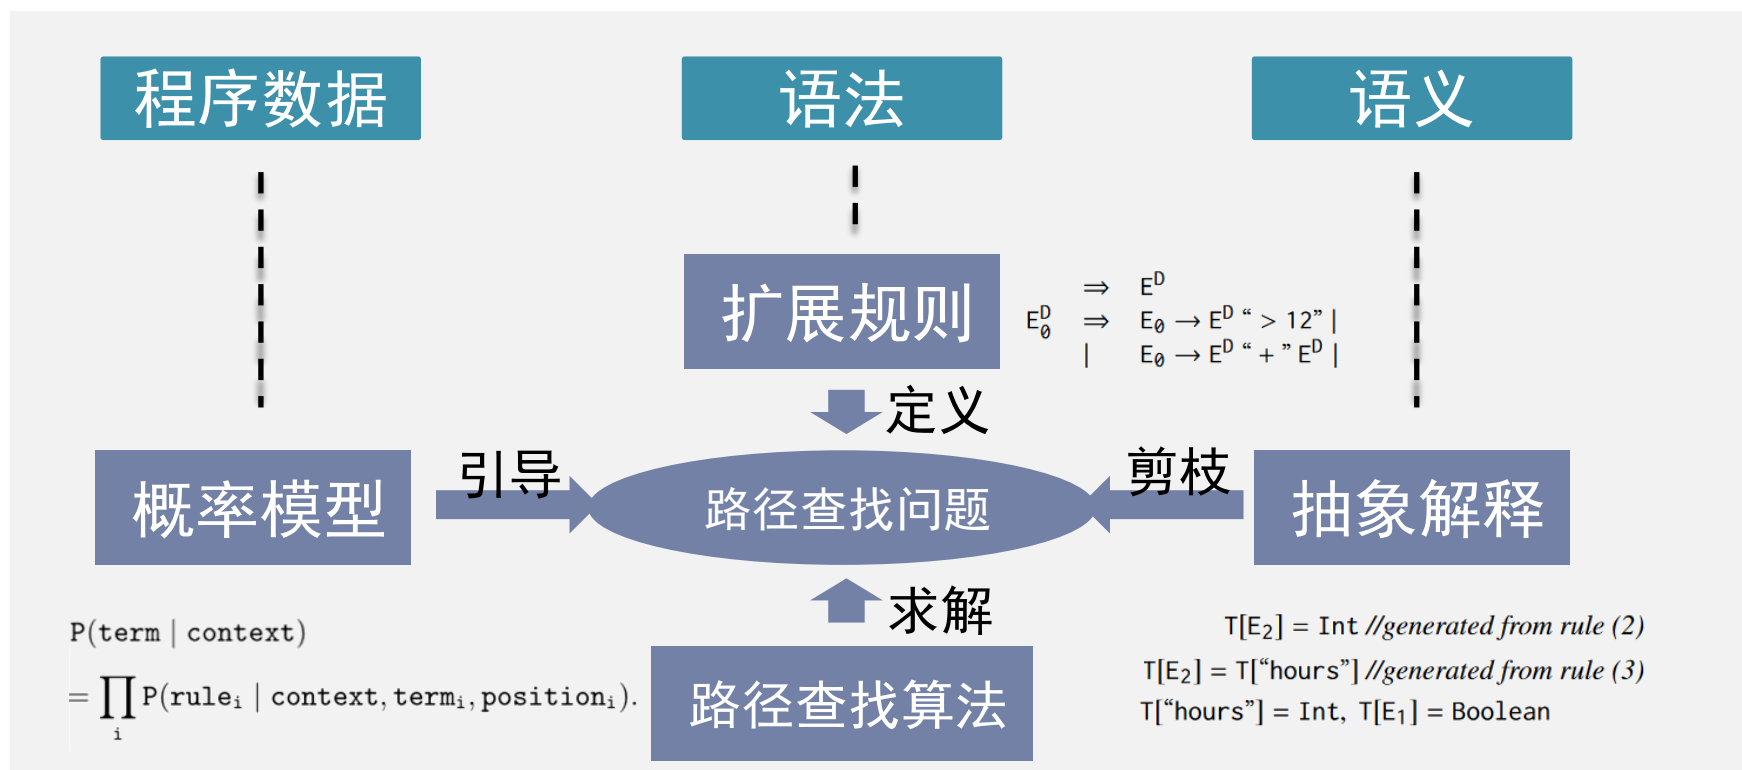 程序数据
语法
语义
扩展规则
⇒ E^D
E_0^D ⇒ E_0 → E^D “ > 12” |
| E_0 → E^D “ + ” E^D |
定义
概率模型
引导
路径查找问题
剪枝
抽象解释
求解
路径查找算法
P(term | context)
= ∏_i P(rule_i | context, term_i, position_i).
T[E_2] = Int //generated from rule (2)
T[E_2] = T[“hours”] //generated from rule (3)
T[“hours”] = Int, T[E_1] = Boolean